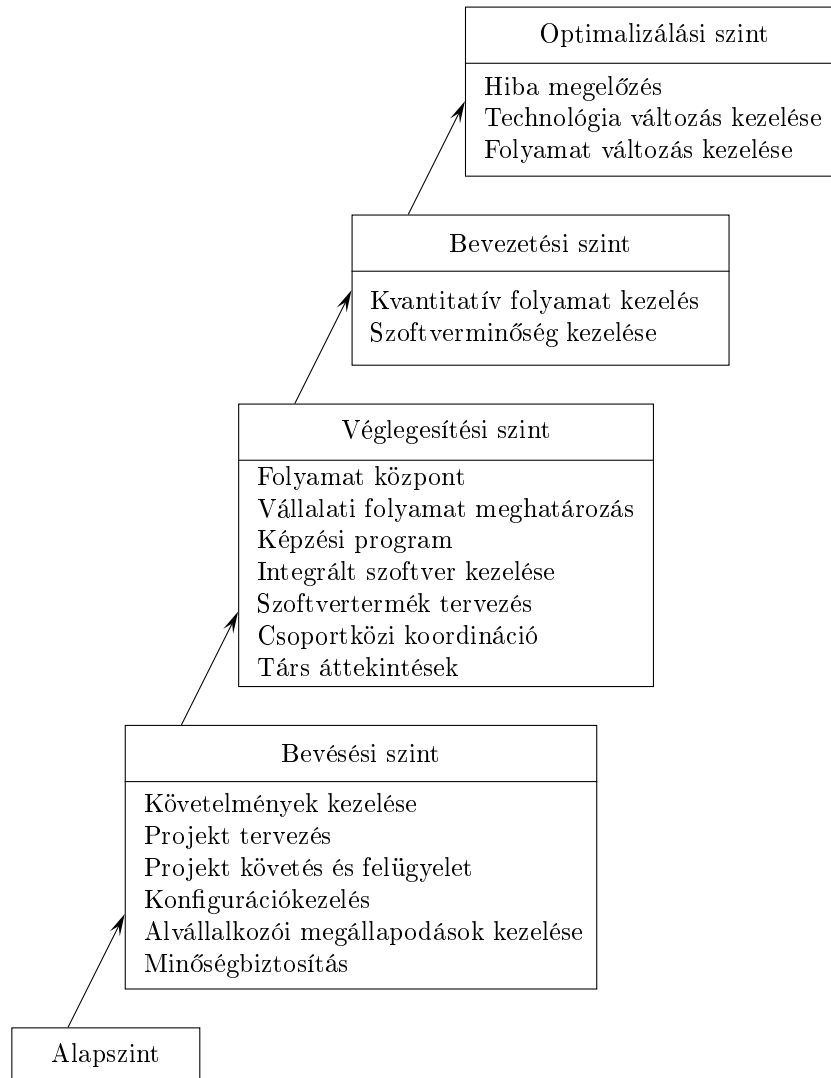 Optimalizálási szint
Hiba megelőzés
Technológia változás kezelése
Folyamat változás kezelése
Bevezetési szint
Kvantitatív folyamat kezelés
Szoftverminőség kezelése
Véglegesítési szint
Folyamat központ
Vállalati folyamat meghatározás
Képzési program
Integrált szoftver kezelése
Szoftvertermék tervezés
Csoportközi koordináció
Társ áttekintések
Bevésési szint
Követelmények kezelése
Projekt tervezés
Projekt követés és felügyelet
Konfigurációkezelés
Alvállalkozói megállapodások kezelése
Minőségbiztosítás
Alapszint